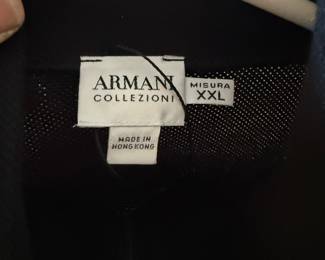 ARMANI
COLLEZIONI
MISURA
XXL
MADE IN
HONG KONG